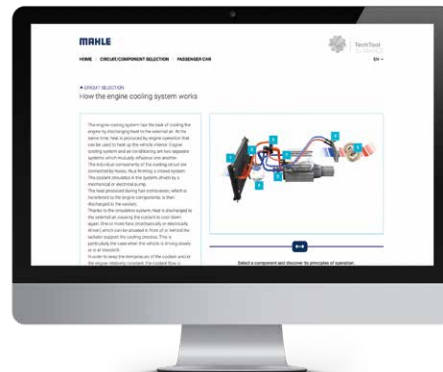 MAHLE
TechTool
by MAHLE
HOME CIRCUIT/COMPONENT SELECTION PASSENGER CAR
EN
CIRCUIT SELECTION
How the engine cooling system works
The engine cooling system has the task of cooling the
engine by discharging heat to the external air. At the
same time, heat is produced by engine operation that
can be used to heat up the vehicle interior. Engine
cooling system and air conditioning are two separate
systems which mutually influence one another.
The individual components of the cooling circuit are
connected by hoses, thus forming a closed system.
The coolant circulates in the system, driven by a
mechanical or electrical pump.
The heat produced during fuel combustion, which is
transferred to the engine components, is then
discharged to the coolant.
Thanks to the circulation system, heat is discharged to
the external air, causing the coolant to cool down
again. One or more fans (mechanically or electrically
driven), which can be situated in front of or behind the
radiator, support the cooling process. This is
particularly the case when the vehicle is driving slowly
or is at standstill.
In order to keep the temperature of the coolant and of
the engine relatively constant, the coolant flow is
Select a component and discover its principles of operation.